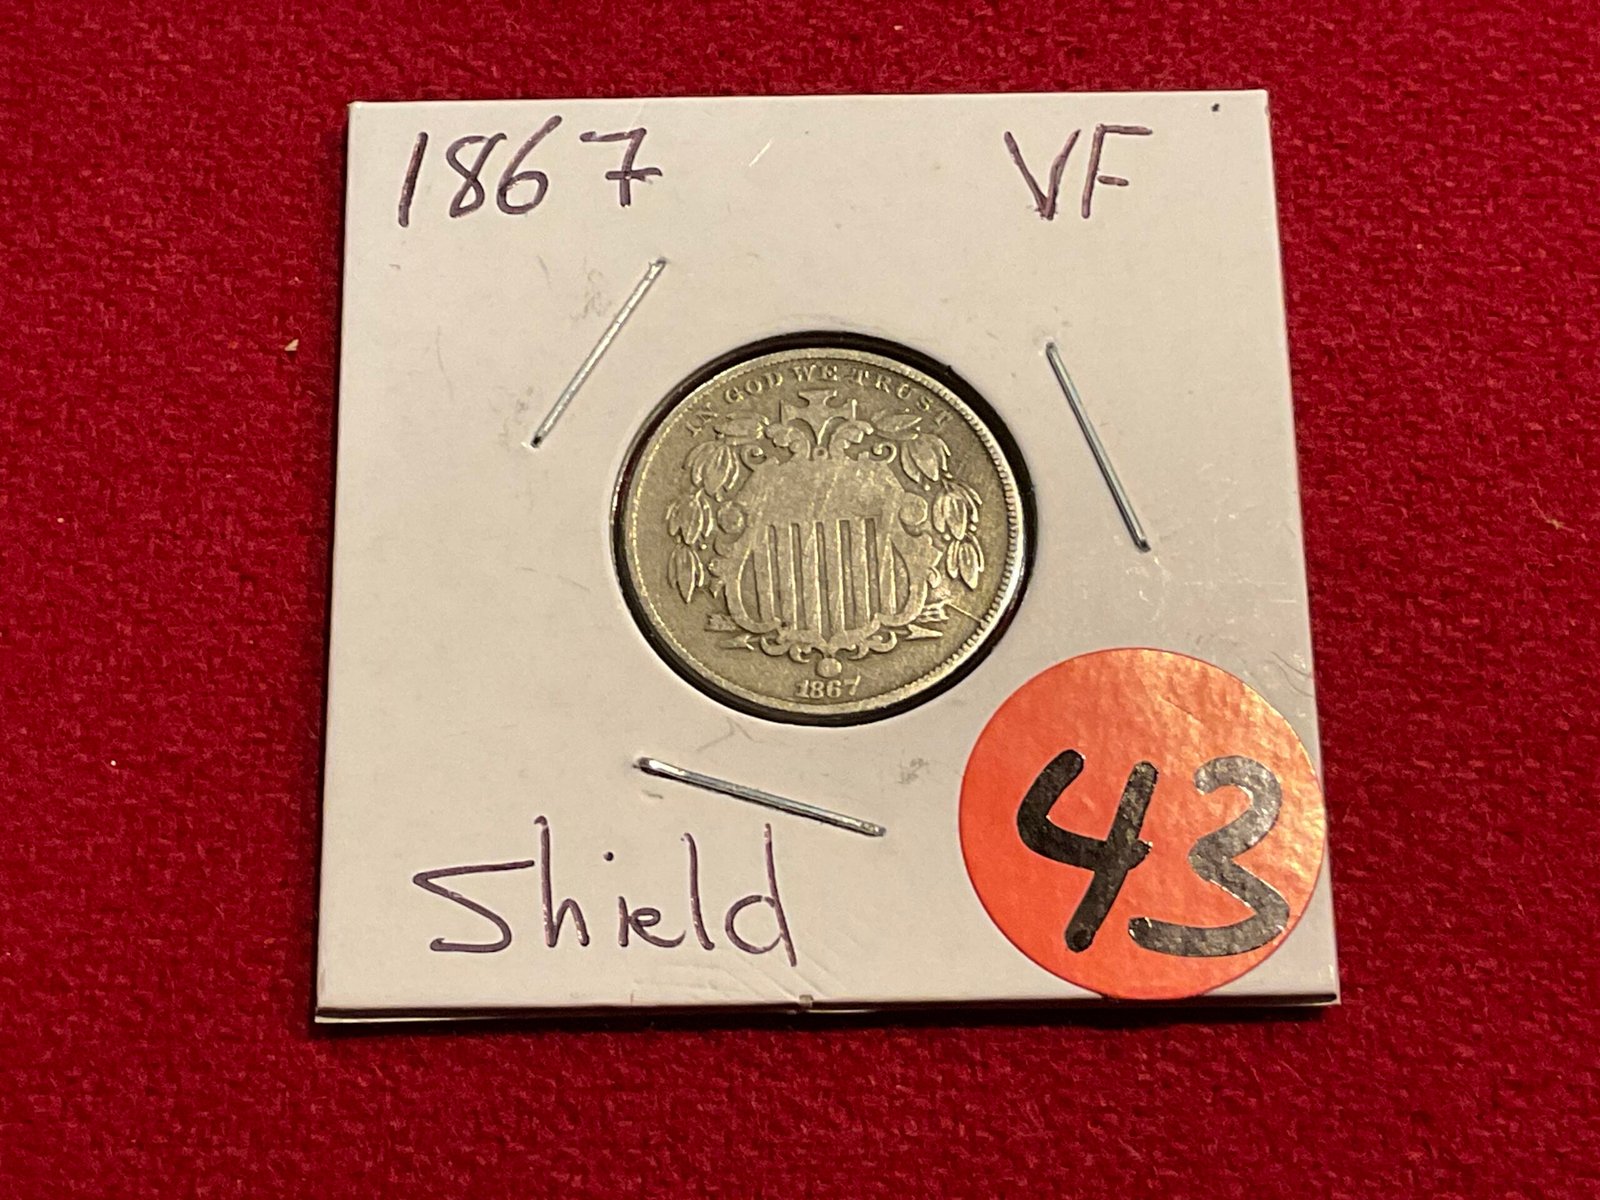 1867 VF
IN GOD WE TRUST
1867
Shield
43